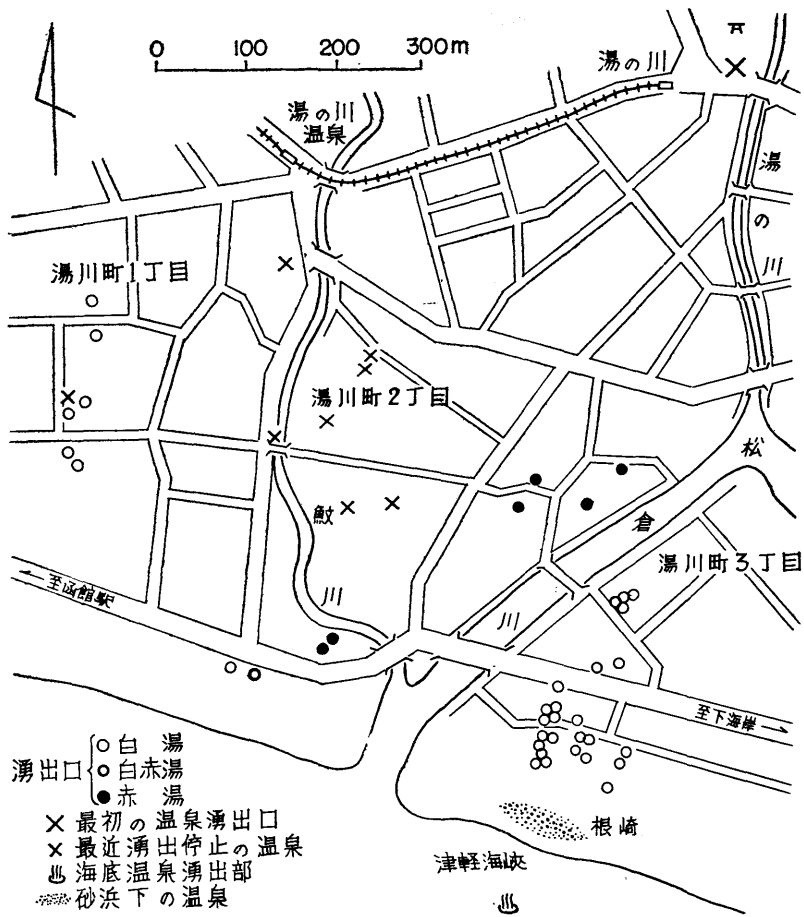 0 100 200 300m
湯の川
湯の川
温泉
湯の川
湯川町1丁目
湯川町2丁目
鮫川
松倉川
湯川町3丁目
←至函館駅
至下海岸→
湧出口
白湯
白赤湯
赤湯
最初の温泉湧出口
最近湧出停止の温泉
海底温泉湧出部
砂浜下の温泉
根崎
津軽海峡